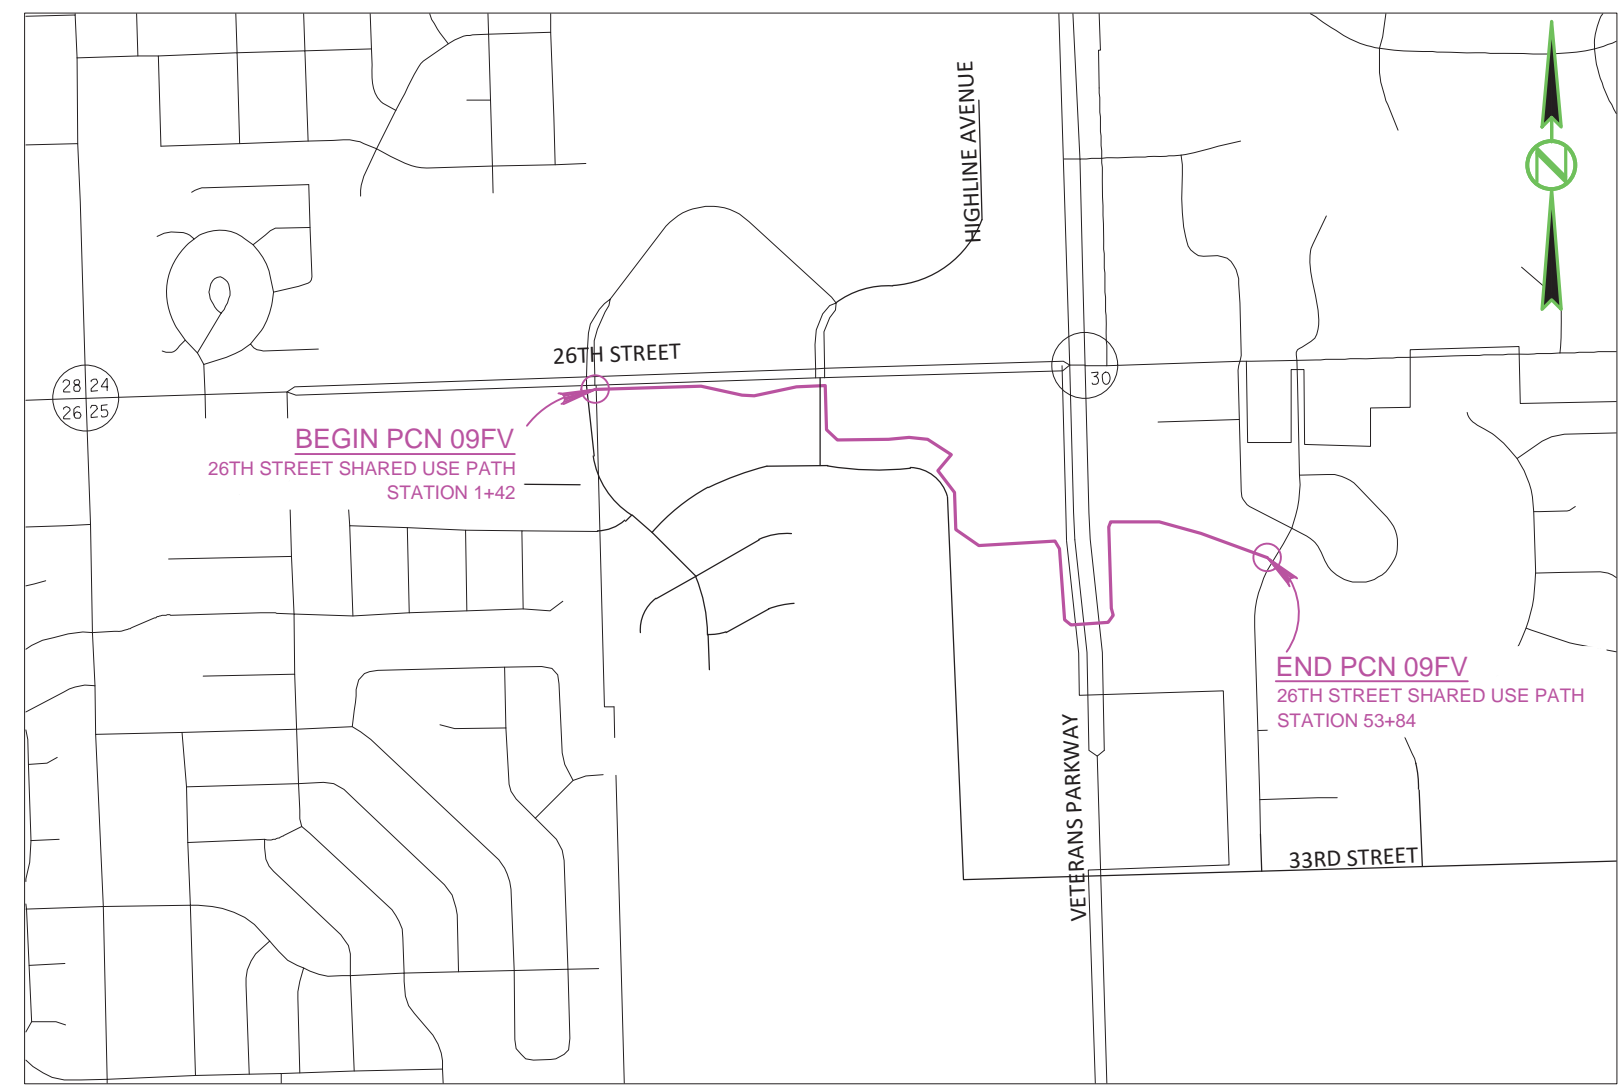 HIGHLINE AVENUE
N
26TH STREET
28 24
26 25
30
BEGIN PCN 09FV
26TH STREET SHARED USE PATH
STATION 1+42
END PCN 09FV
26TH STREET SHARED USE PATH
STATION 53+84
VETERANS PARKWAY
33RD STREET